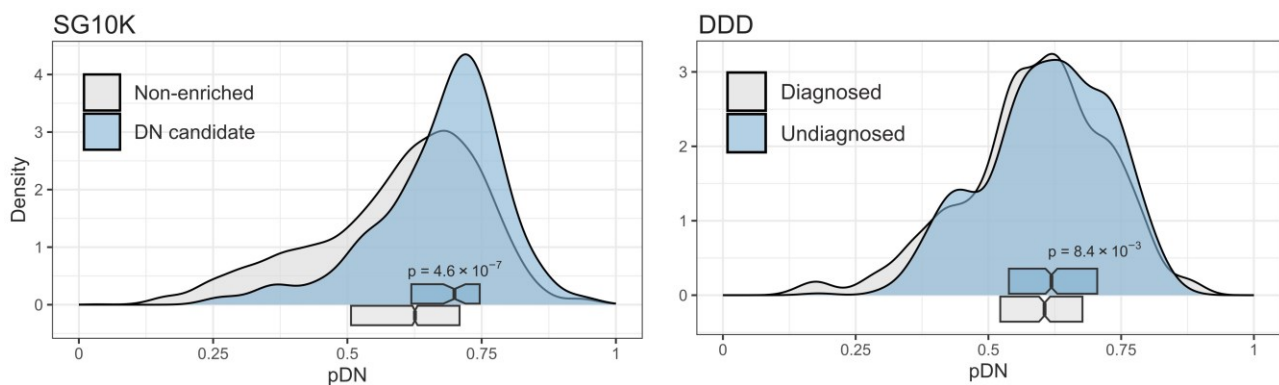 SG10K
Non-enriched
DN candidate
Density
4
3
2
1
0
p = 4.6 × 10⁻⁷
0 0.25 0.5 0.75 1
pDN
DDD
Diagnosed
Undiagnosed
3
2
1
0
p = 8.4 × 10⁻³
0 0.25 0.5 0.75 1
pDN